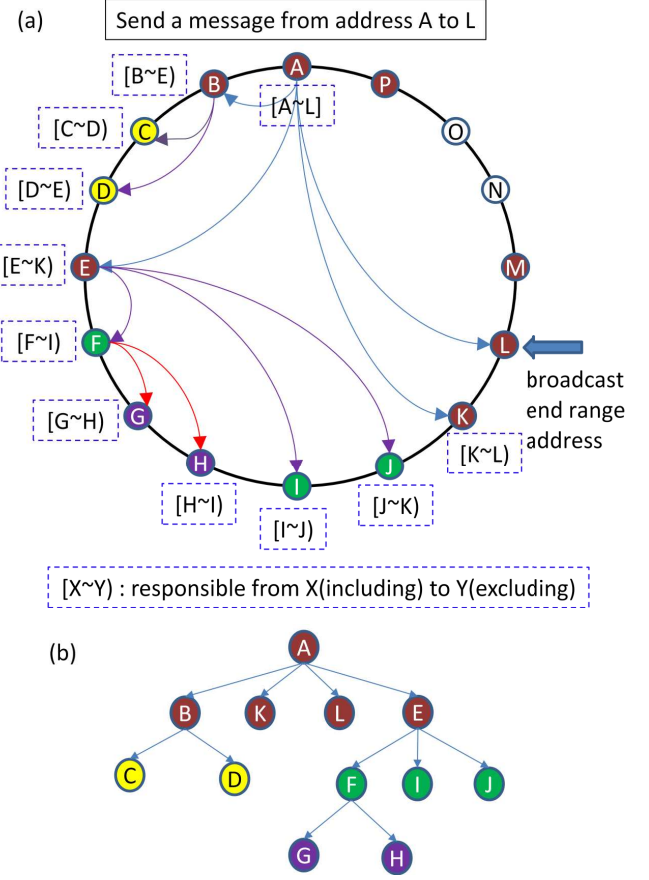 (a)
Send a message from address A to L
[B~E)
A
P
B
[A~L]
[C~D)
C
O
[D~E)
D
N
[E~K)
E
M
[F~I)
F
L
broadcast
end range
address
[G~H)
G
K
[K~L)
H
J
I
[H~I)
[J~K)
[I~J)
[X~Y) : responsible from X(including) to Y(excluding)
(b)
A
B
K
L
E
C
D
F
I
J
G
H